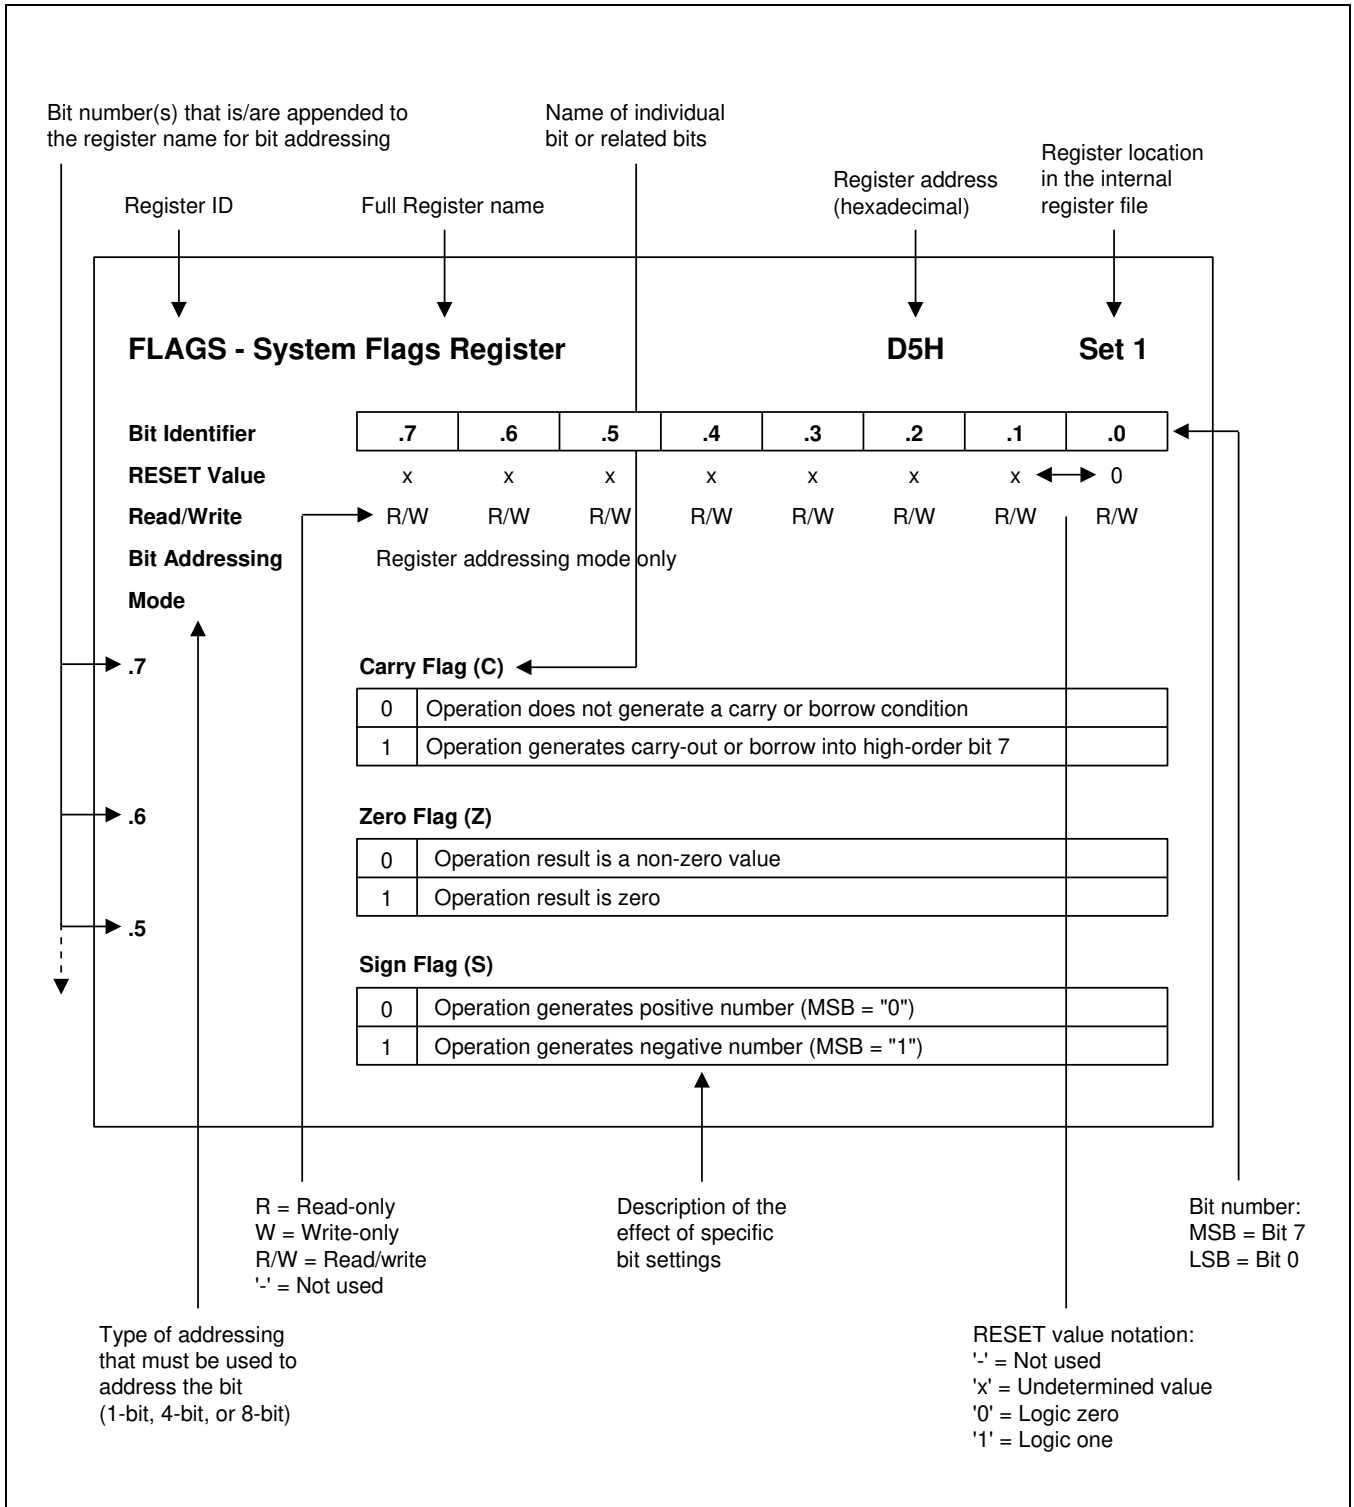 Bit number(s) that is/are appended to
the register name for bit addressing
Name of individual
bit or related bits
Register location
in the internal
register file
Register address
(hexadecimal)
Register ID
Full Register name
FLAGS - System Flags Register D5H Set 1
Bit Identifier .7 .6 .5 .4 .3 .2 .1 .0
RESET Value x x x x x x x 0
Read/Write R/W R/W R/W R/W R/W R/W R/W R/W
Bit Addressing Register addressing mode only
Mode
.7 Carry Flag (C)
0 Operation does not generate a carry or borrow condition
1 Operation generates carry-out or borrow into high-order bit 7
.6 Zero Flag (Z)
0 Operation result is a non-zero value
1 Operation result is zero
.5
Sign Flag (S)
0 Operation generates positive number (MSB = "0")
1 Operation generates negative number (MSB = "1")
R = Read-only
W = Write-only
R/W = Read/write
'-' = Not used
Description of the
effect of specific
bit settings
Bit number:
MSB = Bit 7
LSB = Bit 0
Type of addressing
that must be used to
address the bit
(1-bit, 4-bit, or 8-bit)
RESET value notation:
'-' = Not used
'x' = Undetermined value
'0' = Logic zero
'1' = Logic one